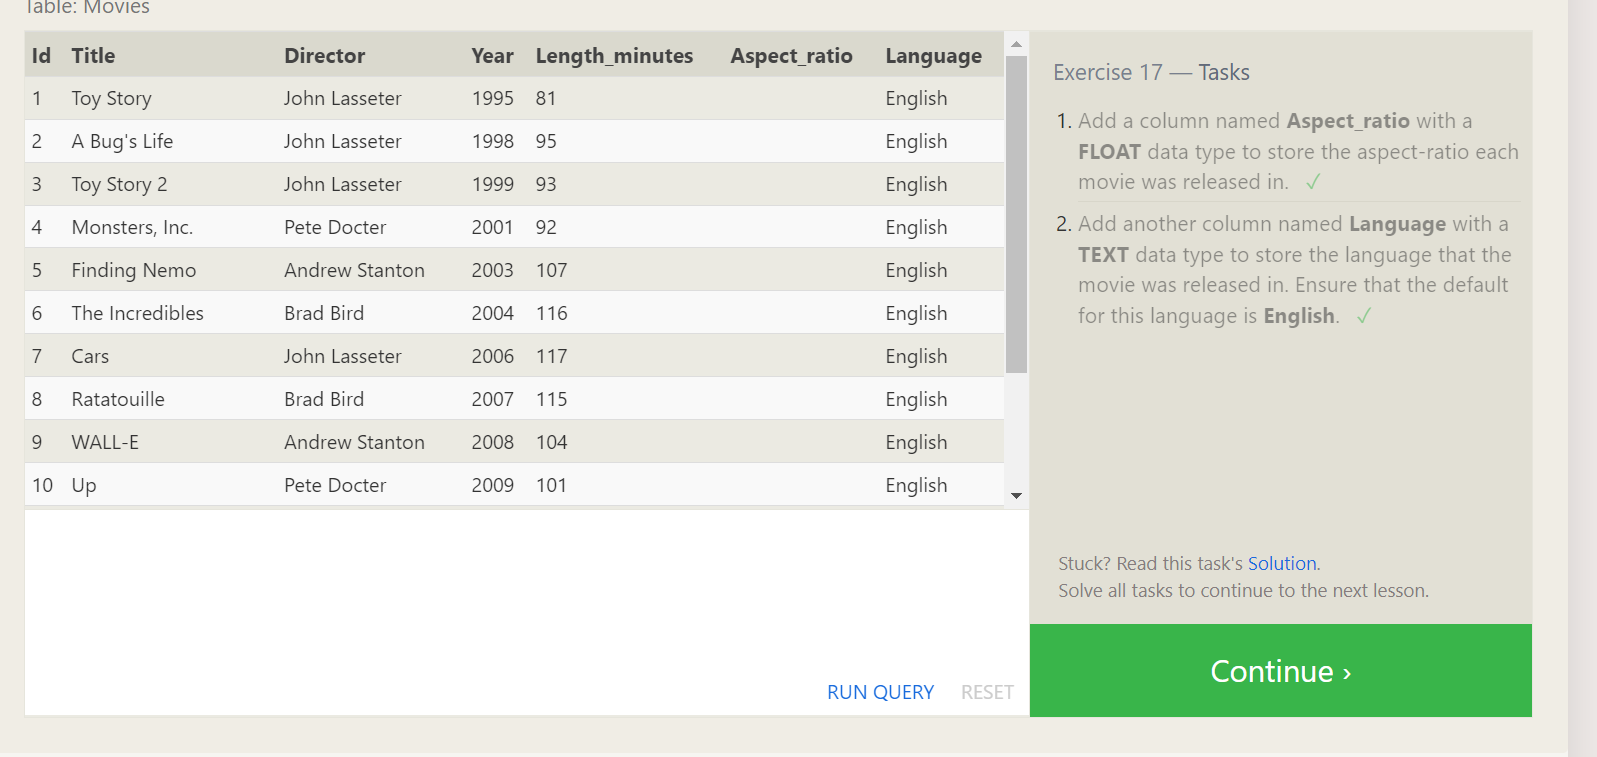 Table: Movies
Id Title Director Year Length_minutes Aspect_ratio Language
1 Toy Story John Lasseter 1995 81 English
2 A Bug's Life John Lasseter 1998 95 English
3 Toy Story 2 John Lasseter 1999 93 English
4 Monsters, Inc. Pete Docter 2001 92 English
5 Finding Nemo Andrew Stanton 2003 107 English
6 The Incredibles Brad Bird 2004 116 English
7 Cars John Lasseter 2006 117 English
8 Ratatouille Brad Bird 2007 115 English
9 WALL-E Andrew Stanton 2008 104 English
10 Up Pete Docter 2009 101 English
RUN QUERY RESET
Exercise 17 — Tasks
1. Add a column named Aspect_ratio with a
FLOAT data type to store the aspect-ratio each
movie was released in. ✓
2. Add another column named Language with a
TEXT data type to store the language that the
movie was released in. Ensure that the default
for this language is English. ✓
Stuck? Read this task's Solution.
Solve all tasks to continue to the next lesson.
Continue ›